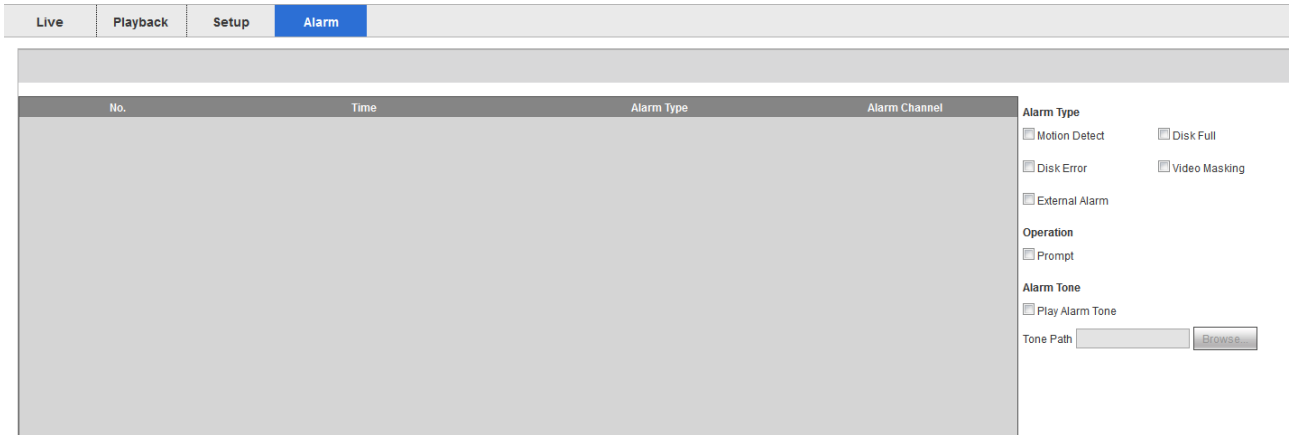 Live Playback Setup Alarm
No. Time Alarm Type Alarm Channel
Alarm Type
Motion Detect Disk Full
Disk Error Video Masking
External Alarm
Operation
Prompt
Alarm Tone
Play Alarm Tone
Tone Path Browse...